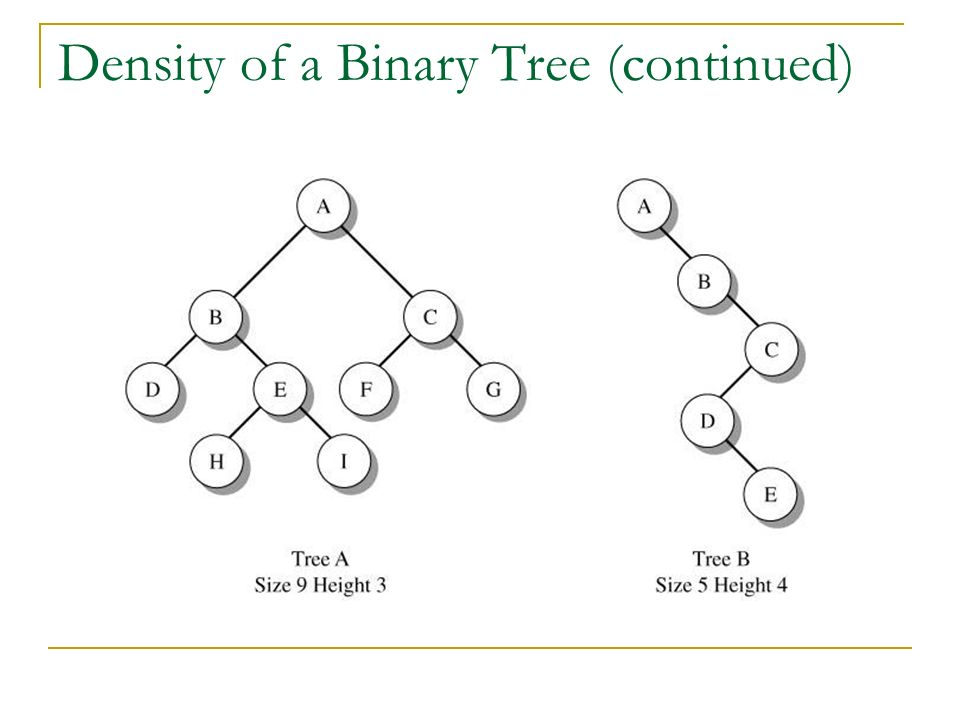 Density of a Binary Tree (continued)
A
B
C
D
E
F
G
H
I
Tree A
Size 9 Height 3
A
B
C
D
E
Tree B
Size 5 Height 4